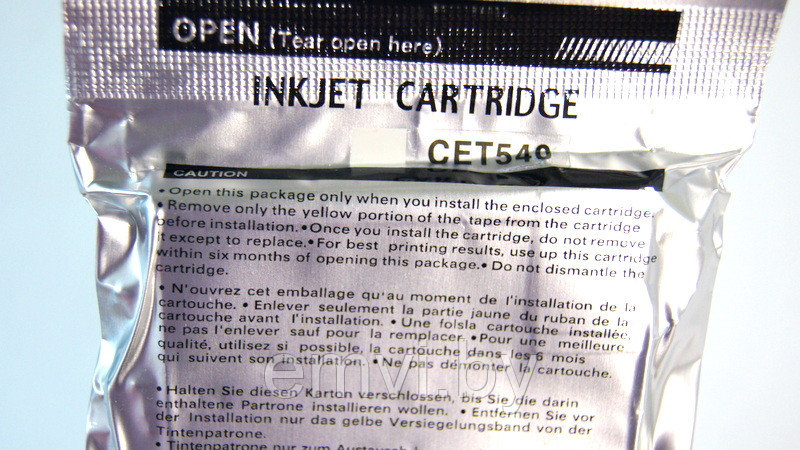 OPEN (Tear open here)
INKJET CARTRIDGE
CET549
CAUTION
• Open this package only when you install the enclosed cartridge.
• Remove only the yellow portion of the tape from the cartridge
before installation. • Once you install the cartridge, do not remove
it except to replace. • For best printing results, use up this cartridge
within six months of opening this package. • Do not dismantle the
cartridge.
• N'ouvrez cet emballage qu'au moment de l'installation de la
cartouche. • Enlever seulement la partie jaune du ruban de la
cartouche avant l'installation. • Une folsla cartouche installée,
ne pas l'enlever sauf pour la remplacer. • Pour une meilleure
qualité, utilisez si possible, la cartouche dans les 6 mois
qui suivent son installation. • Ne pas démonter la cartouche.
• Halten Sie diesen Karton verschlossen, bis Sie die darin
enthaltene Partrone installieren wollen. • Entfernen Sie vor
der Installation nur das gelbe Versiegelungsband von der
Tintenpatrone.
• Tintenpatrone nur zum Austausch
emvi.by